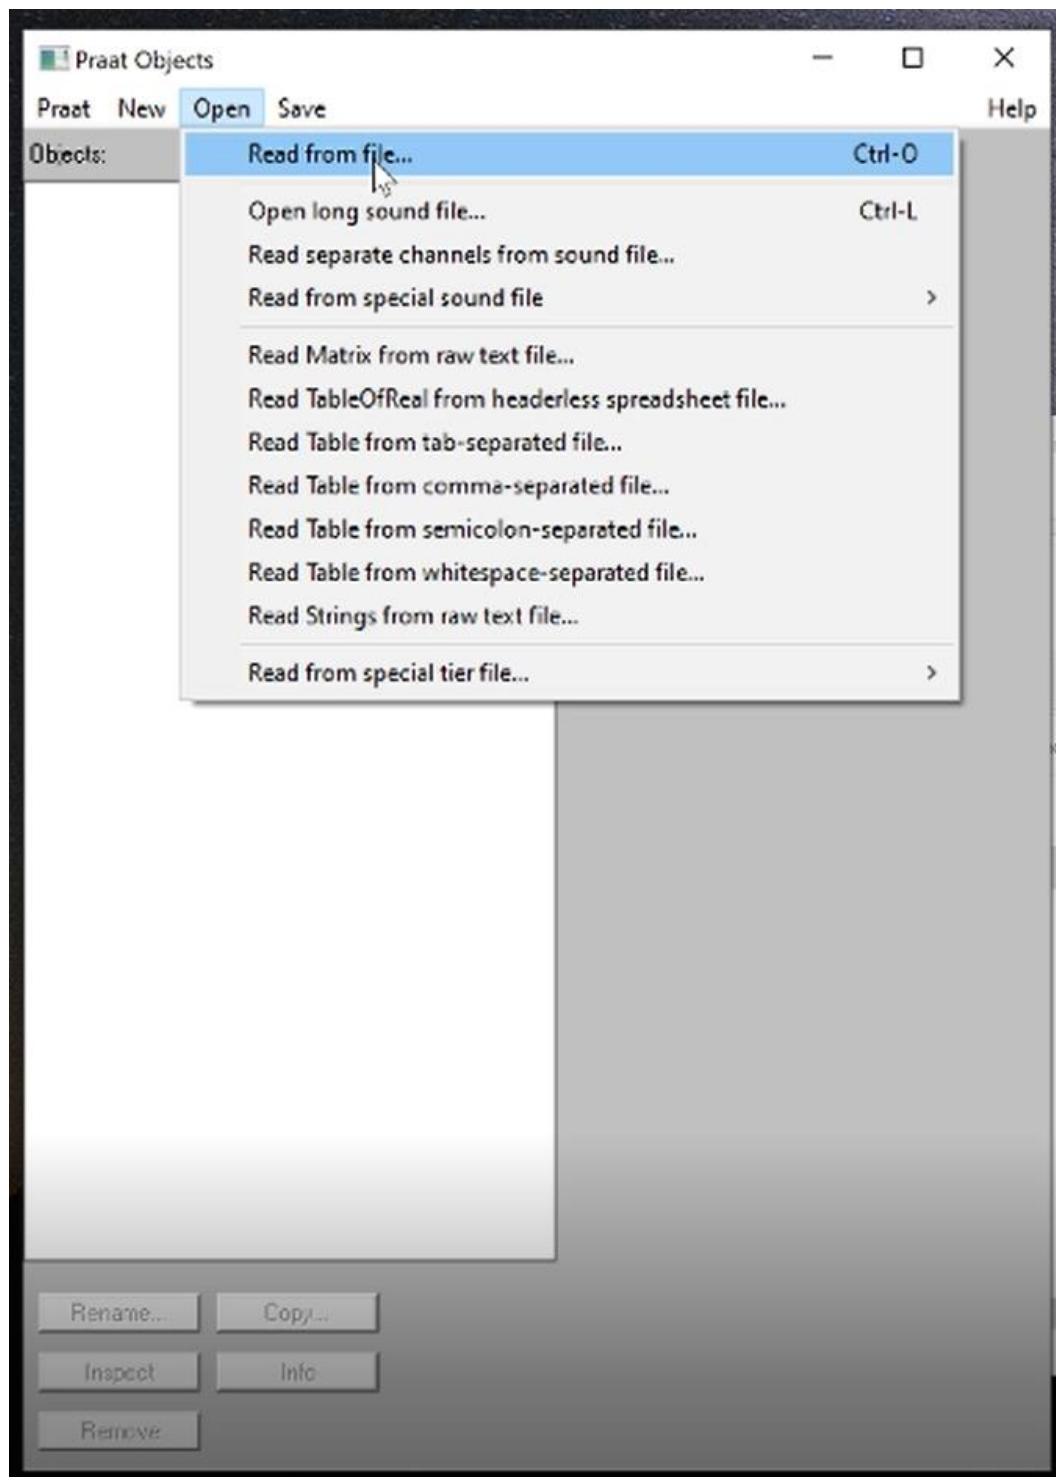 Praat Objects
Praat New Open Save Help
Objects:
Read from file... Ctrl-O
Open long sound file... Ctrl-L
Read separate channels from sound file...
Read from special sound file
Read Matrix from raw text file...
Read TableOfReal from headerless spreadsheet file...
Read Table from tab-separated file...
Read Table from comma-separated file...
Read Table from semicolon-separated file...
Read Table from whitespace-separated file...
Read Strings from raw text file...
Read from special tier file...
Rename... Copy...
Inspect Info
Remove